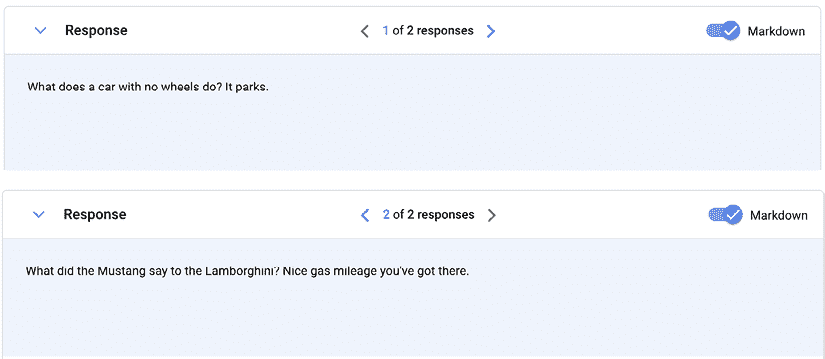 Response 1 of 2 responses Markdown
What does a car with no wheels do? It parks.
Response 2 of 2 responses Markdown
What did the Mustang say to the Lamborghini? Nice gas mileage you've got there.